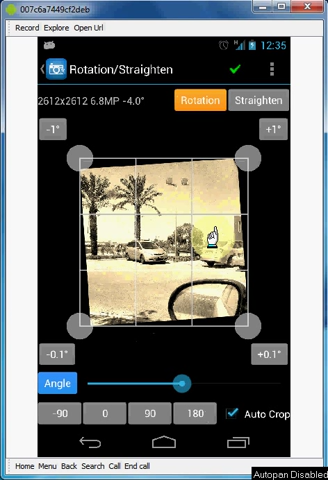 007c6a7449cf2deb
Record Explore Open Url
12:35
Rotation/Straighten
2612x2612 6.8MP -4.0°
Rotation
Straighten
-1°
+1°
-0.1°
+0.1°
Angle
-90
0
90
180
Auto Crop
Home Menu Back Search Call End call
Autopan Disabled